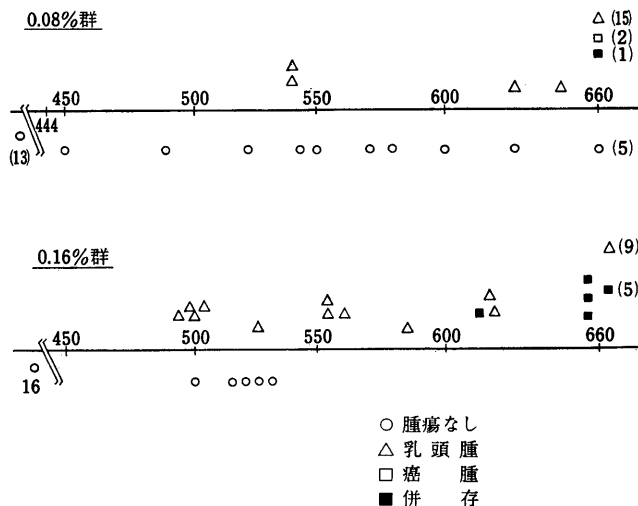 0.08%群
△ (15)
□ (2)
■ (1)
450 500 550 600 660
444
(13)
(5)
0.16%群
△ (9)
■ (5)
450 500 550 600 660
16
○ 腫瘍なし
△ 乳頭腫
□ 癌腫
■ 併存